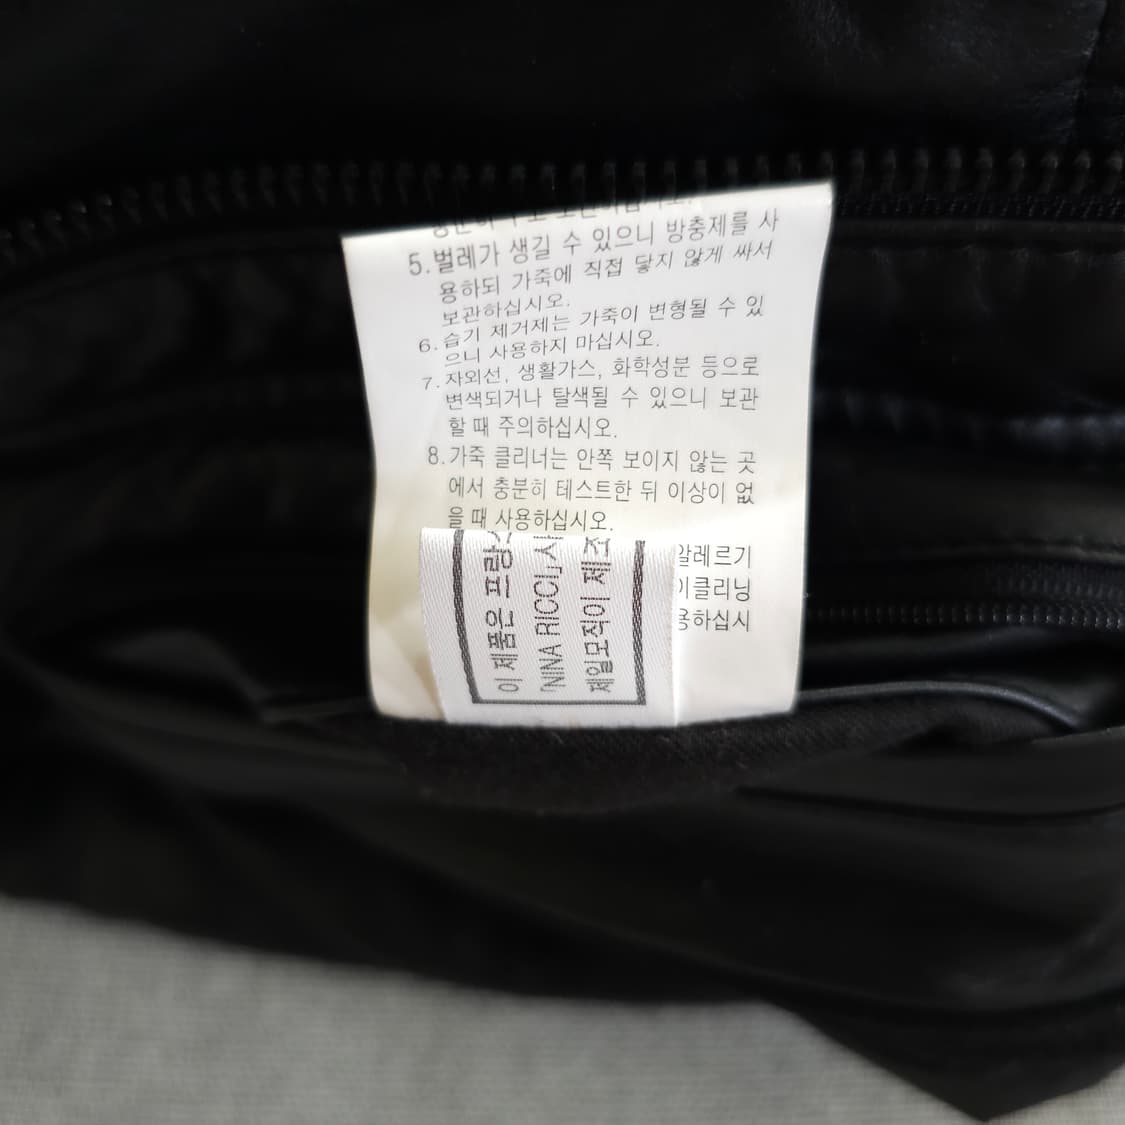 5. 벌레가 생길 수 있으니 방충제를 사
용하되 가죽에 직접 닿지 않게 싸서
보관하십시오.
6. 습기 제거제는 가죽이 변형될 수 있
으니 사용하지 마십시오.
7. 자외선, 생활가스, 화학성분 등으로
변색되거나 탈색될 수 있으니 보관
할 때 주의하십시오.
8. 가죽 클리너는 안쪽 보이지 않는 곳
에서 충분히 테스트한 뒤 이상이 없
을 때 사용하십시오.
알레르기
이클리닝
용하십시
이 제품은 프랑
「NINA RICCI」
제일모직이 제조